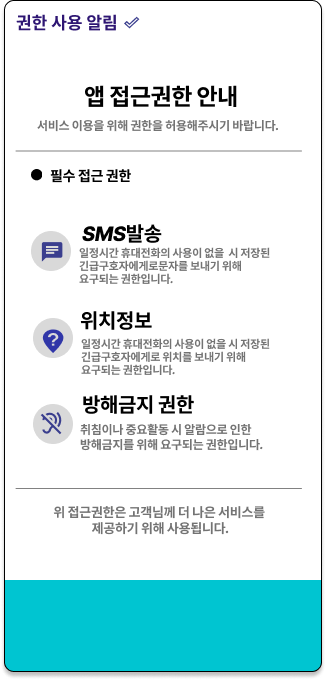 권한 사용 알림
앱 접근권한 안내
서비스 이용을 위해 권한을 허용해주시기 바랍니다.
필수 접근 권한
SMS발송
일정시간 휴대전화의 사용이 없을 시 저장된
긴급구호자에게로문자를 보내기 위해
요구되는 권한입니다.
위치정보
일정시간 휴대전화의 사용이 없을 시 저장된
긴급구호자에게로 위치를 보내기 위해
요구되는 권한입니다.
방해금지 권한
취침이나 중요활동 시 알람으로 인한
방해금지를 위해 요구되는 권한입니다.
위 접근권한은 고객님께 더 나은 서비스를
제공하기 위해 사용됩니다.